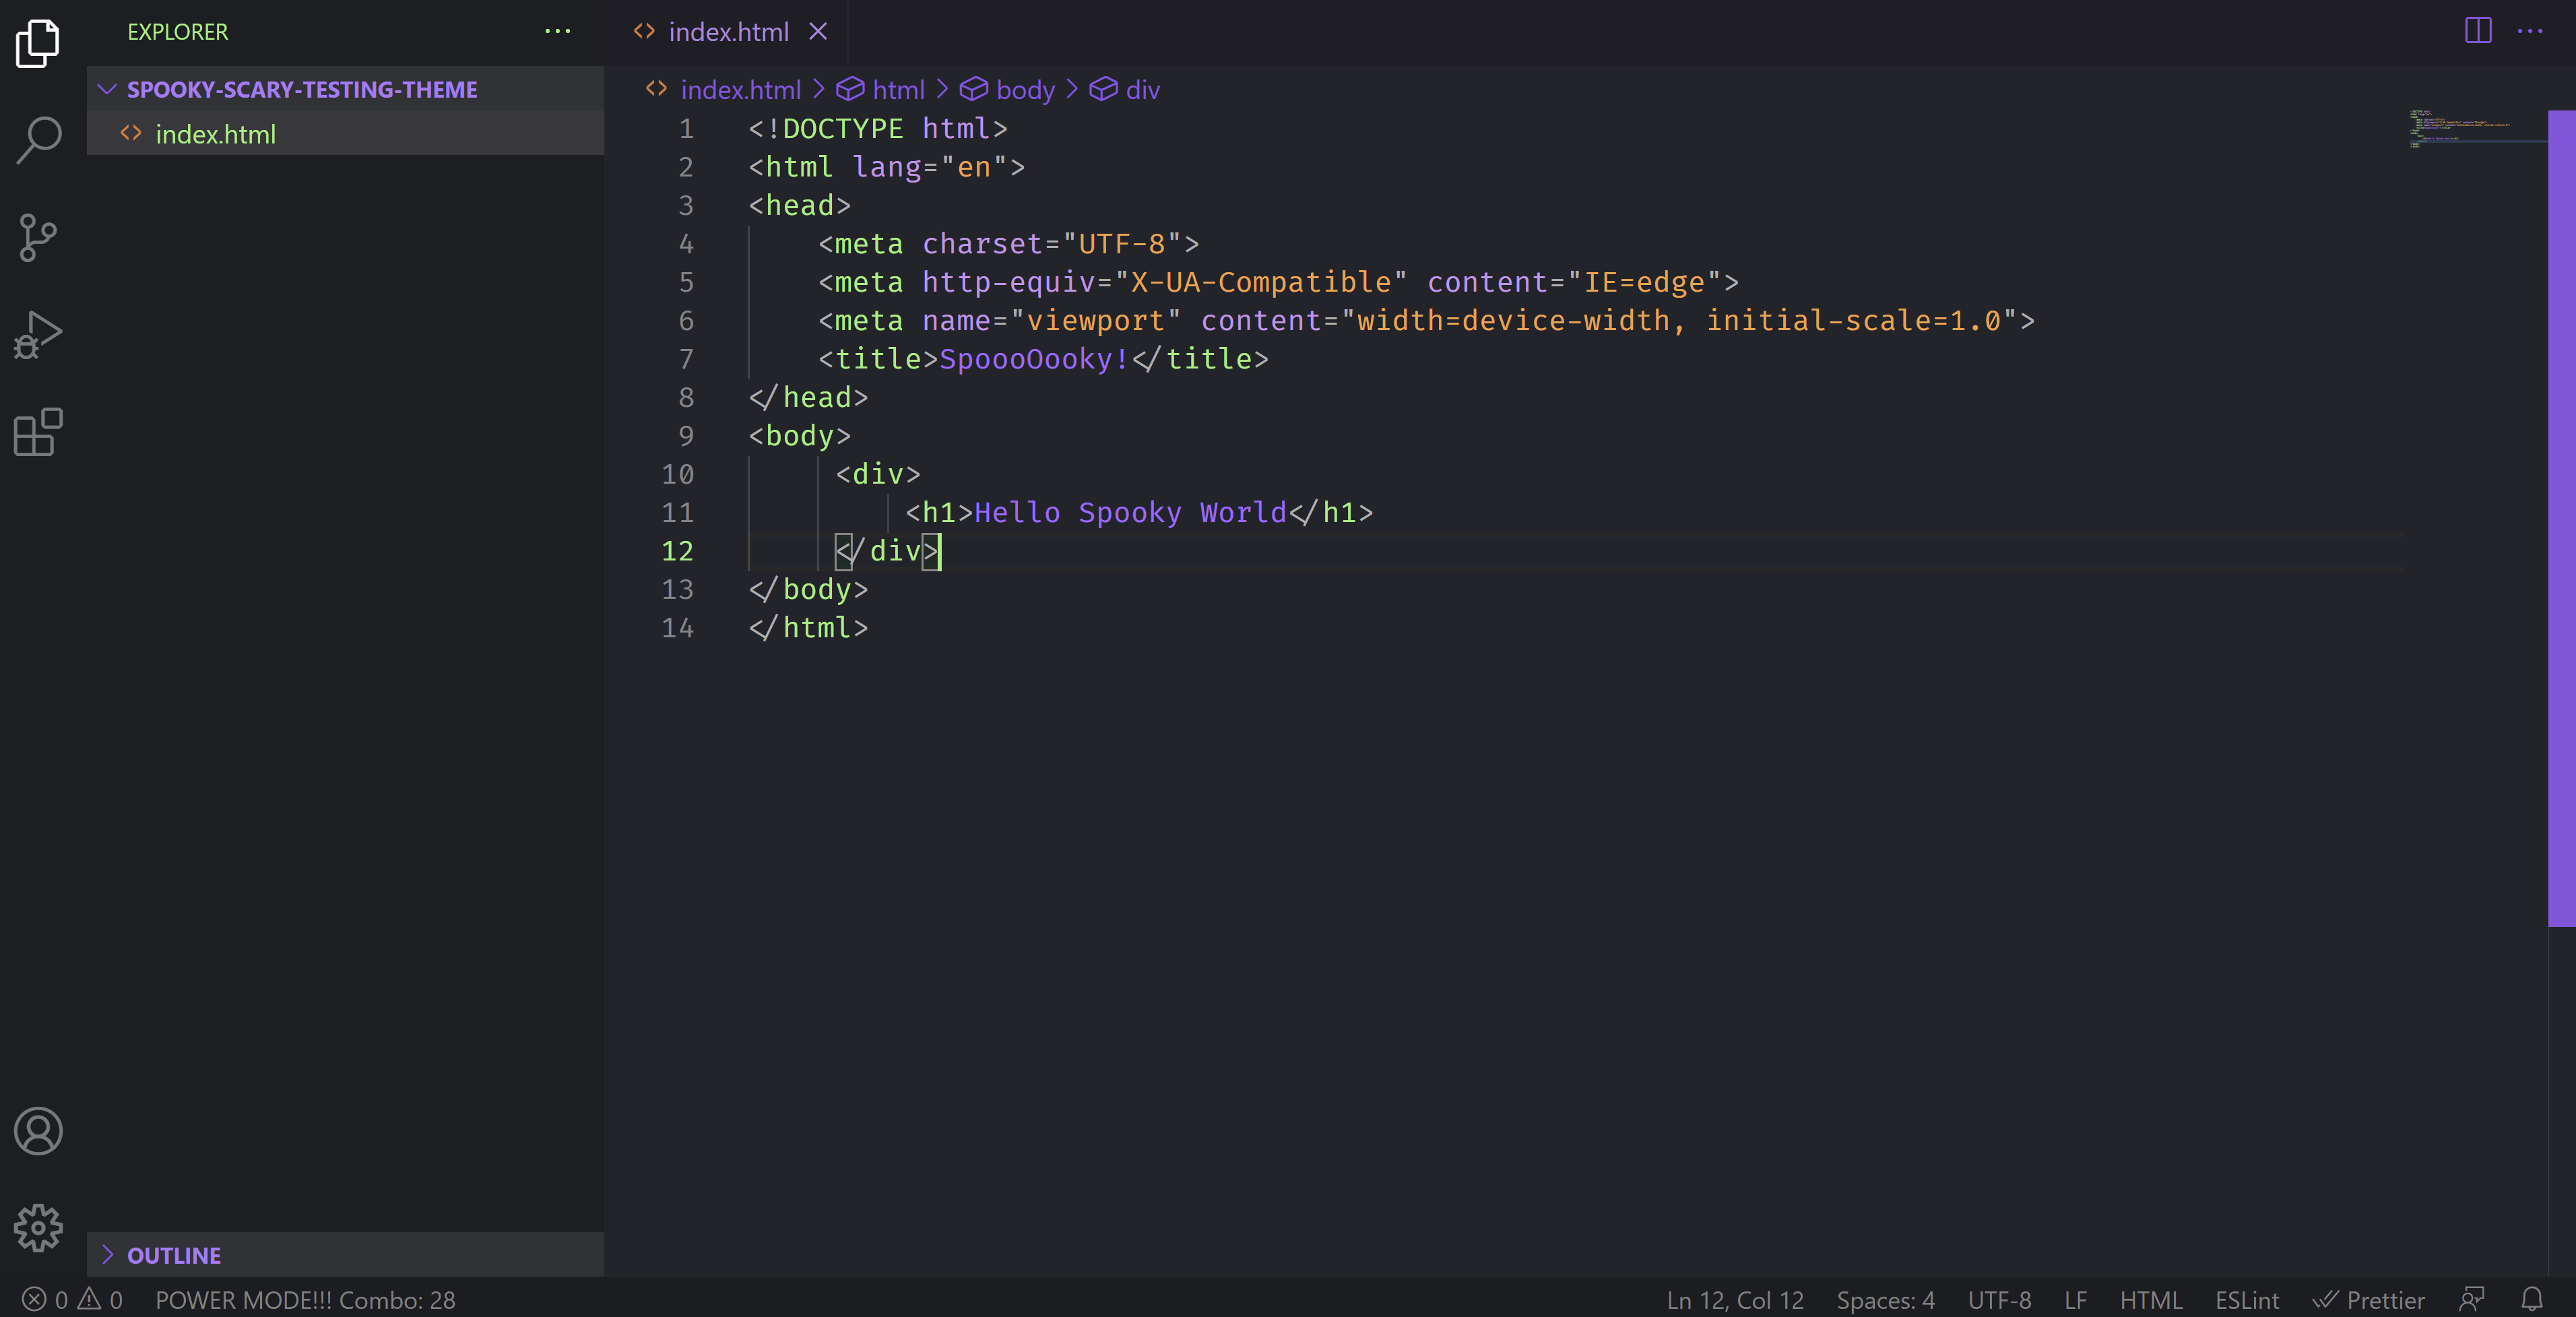 EXPLORER
SPOOKY-SCARY-TESTING-THEME
index.html
OUTLINE
index.html
index.html > html > body > div
1 <!DOCTYPE html>
2 <html lang="en">
3 <head>
4     <meta charset="UTF-8">
5     <meta http-equiv="X-UA-Compatible" content="IE=edge">
6     <meta name="viewport" content="width=device-width, initial-scale=1.0">
7     <title>SpoooOooky!</title>
8 </head>
9 <body>
10      <div>
11          <h1>Hello Spooky World</h1>
12      </div>
13 </body>
14 </html>
0 0 POWER MODE!!! Combo: 28 Ln 12, Col 12 Spaces: 4 UTF-8 LF HTML ESLint Prettier